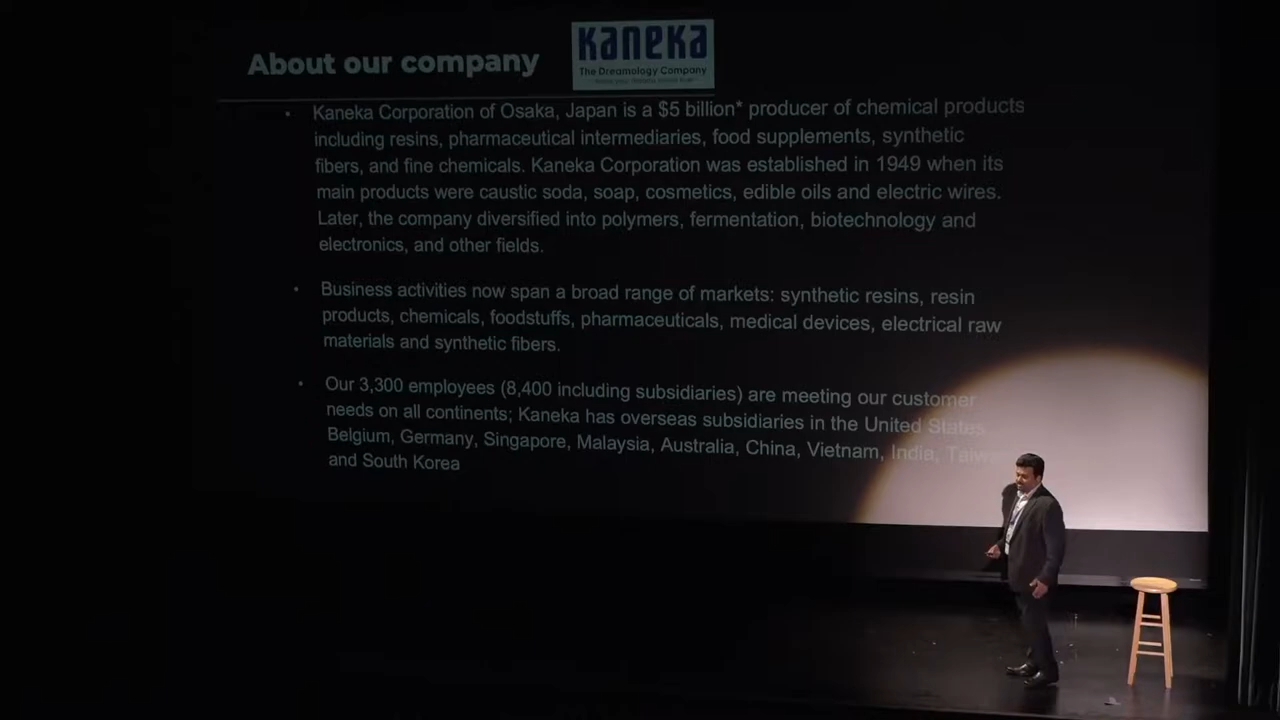 About our company
kaneka
The Dreamology Company
Kaneka Corporation of Osaka, Japan is a $5 billion* producer of chemical products
including resins, pharmaceutical intermediaries, food supplements, synthetic
fibers, and fine chemicals. Kaneka Corporation was established in 1949 when its
main products were caustic soda, soap, cosmetics, edible oils and electric wires.
Later, the company diversified into polymers, fermentation, biotechnology and
electronics, and other fields.
Business activities now span a broad range of markets: synthetic resins, resin
products, chemicals, foodstuffs, pharmaceuticals, medical devices, electrical raw
materials and synthetic fibers.
Our 3,300 employees (8,400 including subsidiaries) are meeting our customer
needs on all continents; Kaneka has overseas subsidiaries in the United States
Belgium, Germany, Singapore, Malaysia, Australia, China, Vietnam, India,
and South Korea